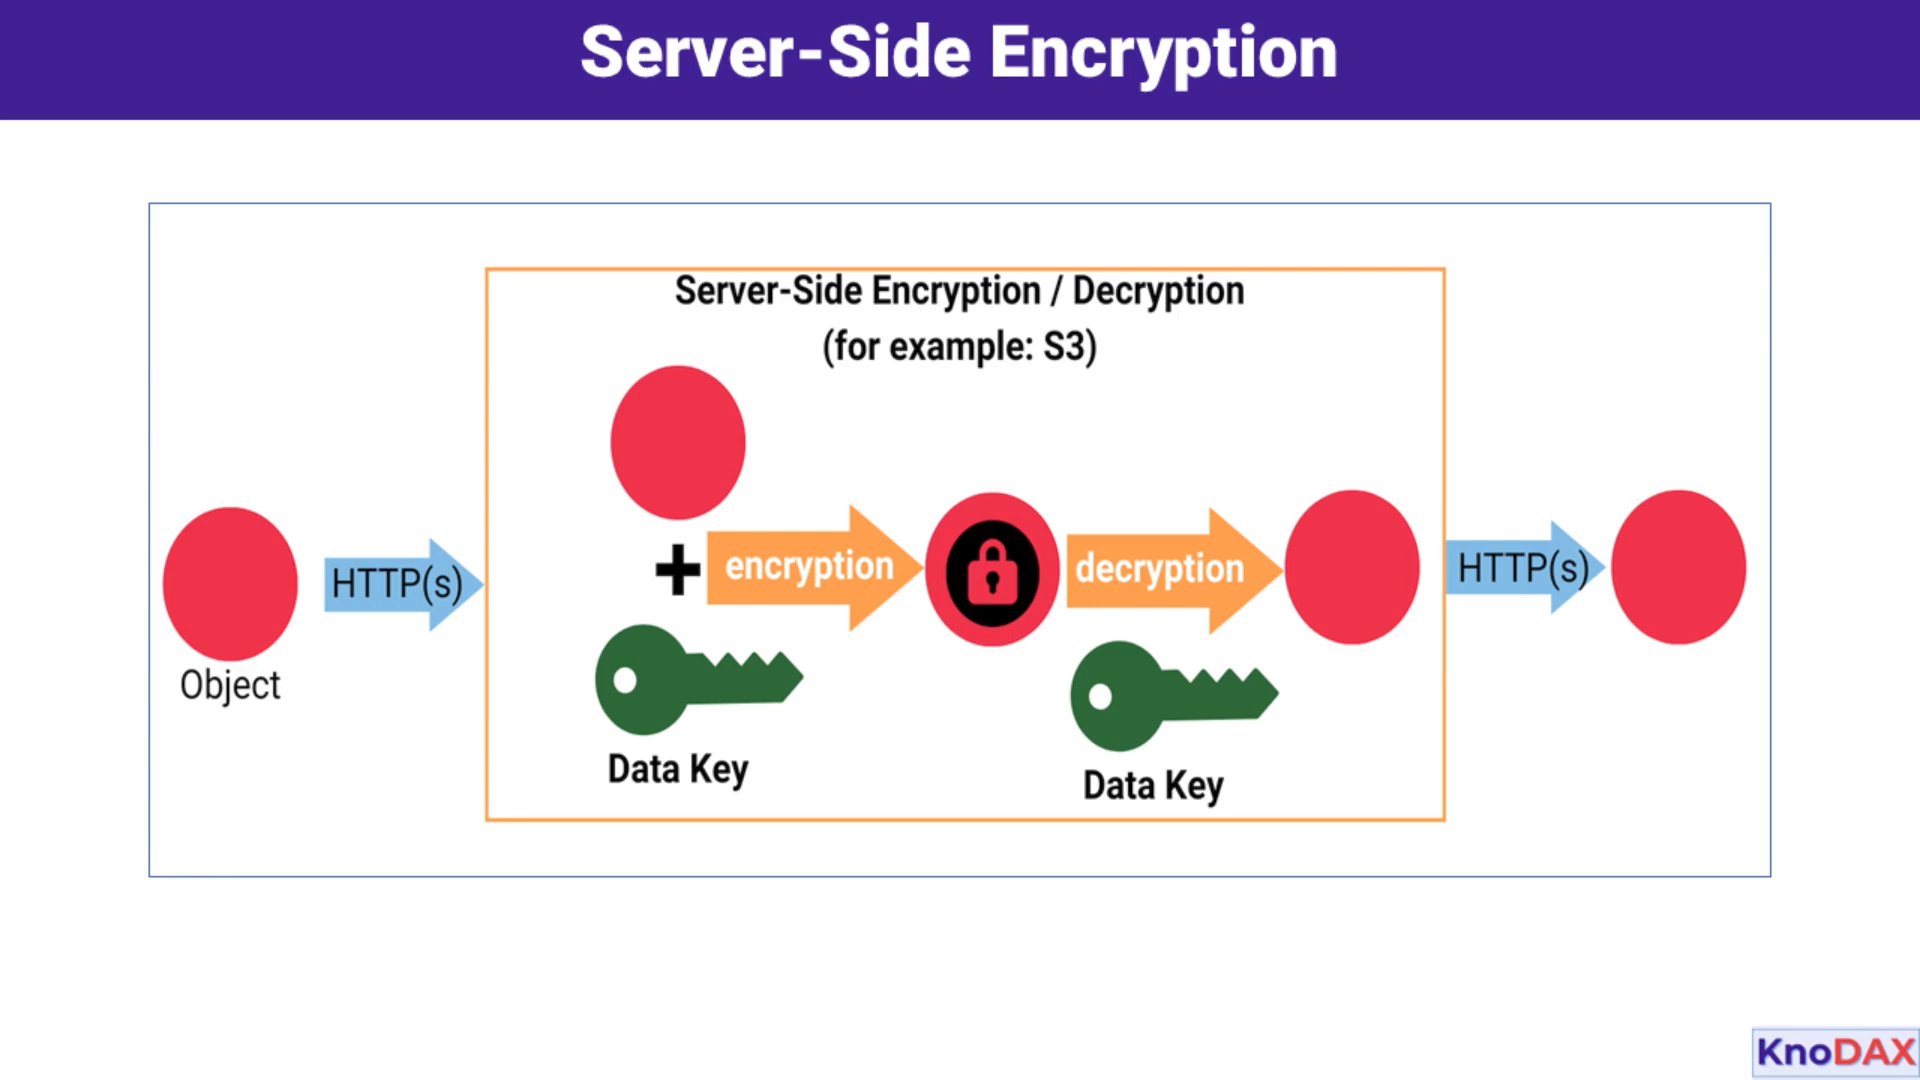 Server-Side Encryption
Server-Side Encryption / Decryption
(for example: S3)
HTTP(s)
encryption
decryption
HTTP(s)
Object
Data Key
Data Key
KnoDAX